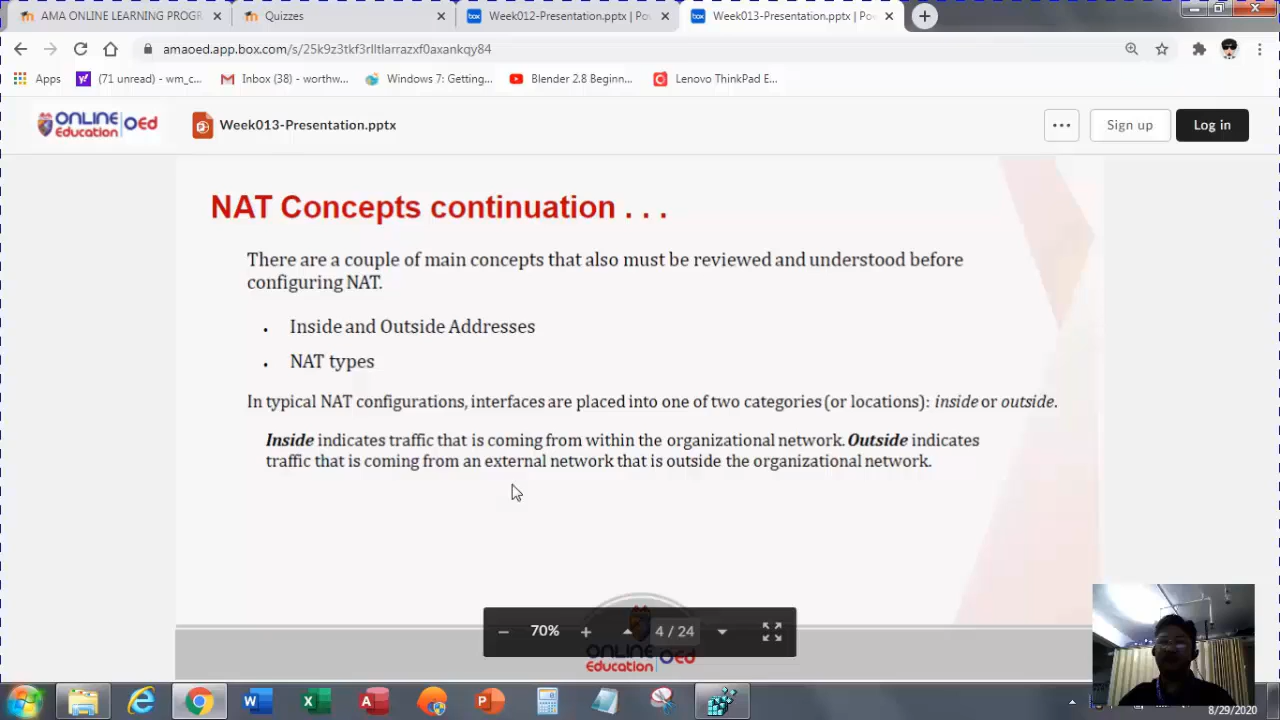 AMA ONLINE LEARNING PROGR
Quizzes
Week012-Presentation.pptx | Po
Week013-Presentation.pptx | Po
amaoed.app.box.com/s/25k9z3tkf3rlltlarrazxf0axankqy84
Apps
(71 unread) - wm_c...
Inbox (38) - worthw...
Windows 7: Getting...
Blender 2.8 Beginn...
Lenovo ThinkPad E...
ONLINE
Education
OEd
Week013-Presentation.pptx
Sign up
Log in
NAT Concepts continuation . . .
There are a couple of main concepts that also must be reviewed and understood before
configuring NAT.
• Inside and Outside Addresses
• NAT types
In typical NAT configurations, interfaces are placed into one of two categories (or locations): inside or outside.
Inside indicates traffic that is coming from within the organizational network. Outside indicates
traffic that is coming from an external network that is outside the organizational network.
70%
4 / 24
ONLINE
Education
OEd
8/29/2020